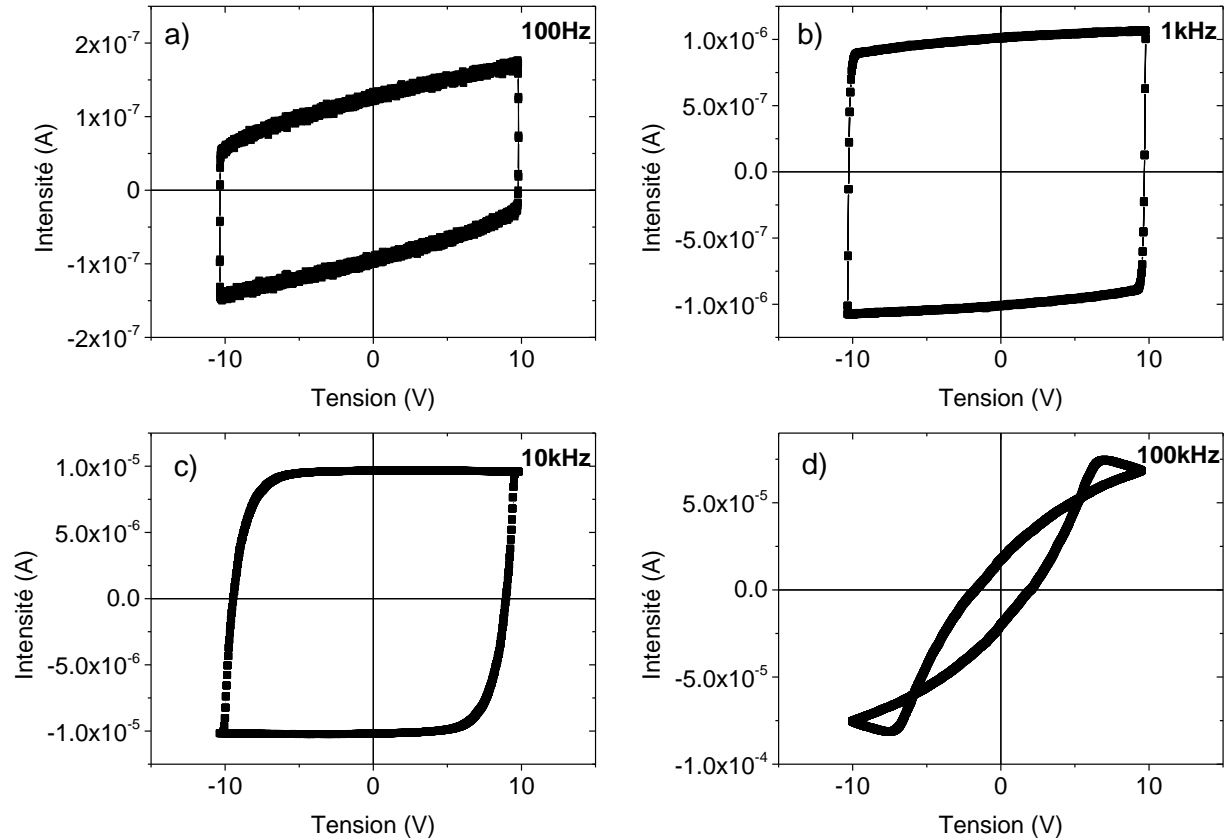 a)
100Hz
2x10⁻⁷
1x10⁻⁷
0
-1x10⁻⁷
-2x10⁻⁷
Intensité (A)
-10 0 10
Tension (V)
b)
1kHz
1.0x10⁻⁶
5.0x10⁻⁷
0.0
-5.0x10⁻⁷
-1.0x10⁻⁶
Intensité (A)
-10 0 10
Tension (V)
c)
10kHz
1.0x10⁻⁵
5.0x10⁻⁶
0.0
-5.0x10⁻⁶
-1.0x10⁻⁵
Intensité (A)
-10 0 10
Tension (V)
d)
100kHz
5.0x10⁻⁵
0.0
-5.0x10⁻⁵
-1.0x10⁻⁴
Intensité (A)
-10 0 10
Tension (V)